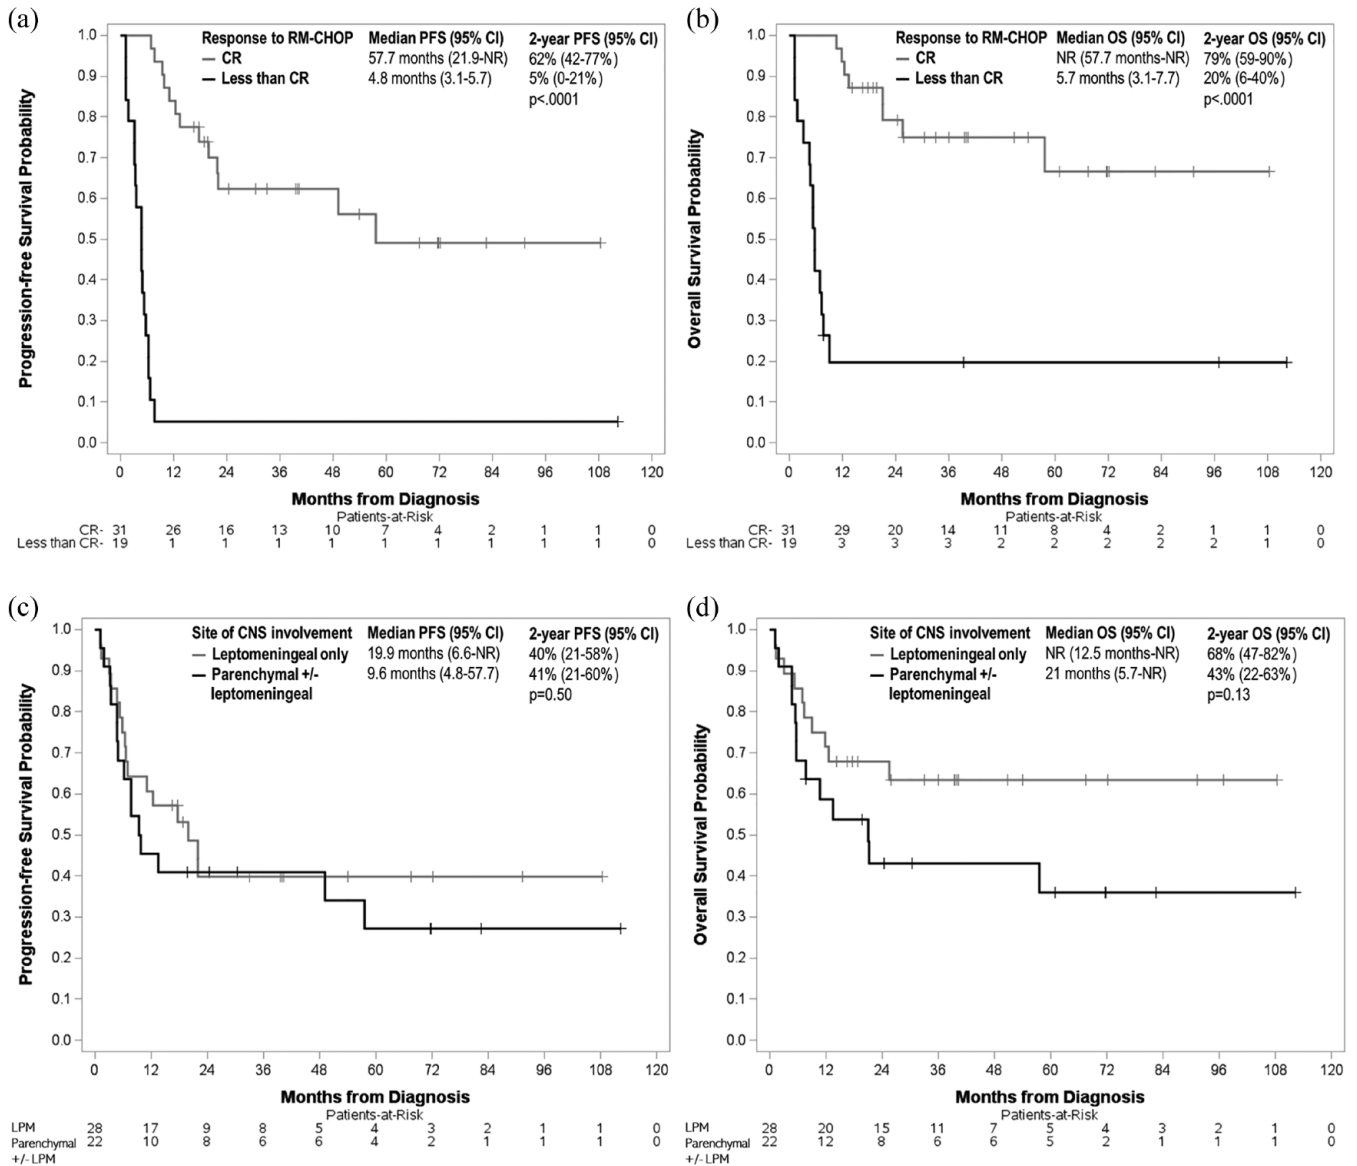 (a)
Response to RM-CHOP Median PFS (95% CI) 2-year PFS (95% CI)
CR 57.7 months (21.9-NR) 62% (42-77%)
Less than CR 4.8 months (3.1-5.7) 5% (0-21%)
p<.0001
Progression-free Survival Probability
1.0
0.9
0.8
0.7
0.6
0.5
0.4
0.3
0.2
0.1
0.0
0 12 24 36 48 60 72 84 96 108 120
Months from Diagnosis
Patients-at-Risk
CR- 31 26 16 13 10 7 4 2 1 1 0
Less than CR- 19 1 1 1 1 1 1 1 1 1 0
(b)
Response to RM-CHOP Median OS (95% CI) 2-year OS (95% CI)
CR NR (57.7 months-NR) 79% (59-90%)
Less than CR 5.7 months (3.1-7.7) 20% (6-40%)
p<.0001
Overall Survival Probability
1.0
0.9
0.8
0.7
0.6
0.5
0.4
0.3
0.2
0.1
0.0
0 12 24 36 48 60 72 84 96 108 120
Months from Diagnosis
Patients-at-Risk
CR- 31 29 20 14 11 8 4 2 1 1 0
Less than CR- 19 3 3 3 2 2 2 2 2 1 0
(c)
Site of CNS involvement Median PFS (95% CI) 2-year PFS (95% CI)
Leptomeningeal only 19.9 months (6.6-NR) 40% (21-58%)
Parenchymal +/- 9.6 months (4.8-57.7) 41% (21-60%)
leptomeningeal p=0.50
Progression-free Survival Probability
1.0
0.9
0.8
0.7
0.6
0.5
0.4
0.3
0.2
0.1
0.0
0 12 24 36 48 60 72 84 96 108 120
Months from Diagnosis
Patients-at-Risk
LPM 28 17 9 8 5 4 3 2 1 1 0
Parenchymal 22 10 8 6 6 4 2 1 1 1 0
+/- LPM
(d)
Site of CNS involvement Median OS (95% CI) 2-year OS (95% CI)
Leptomeningeal only NR (12.5 months-NR) 68% (47-82%)
Parenchymal +/- 21 months (5.7-NR) 43% (22-63%)
leptomeningeal p=0.13
Overall Survival Probability
1.0
0.9
0.8
0.7
0.6
0.5
0.4
0.3
0.2
0.1
0.0
0 12 24 36 48 60 72 84 96 108 120
Months from Diagnosis
Patients-at-Risk
LPM 28 20 15 11 7 5 4 3 2 1 0
Parenchymal 22 12 8 6 6 5 2 1 1 1 0
+/- LPM